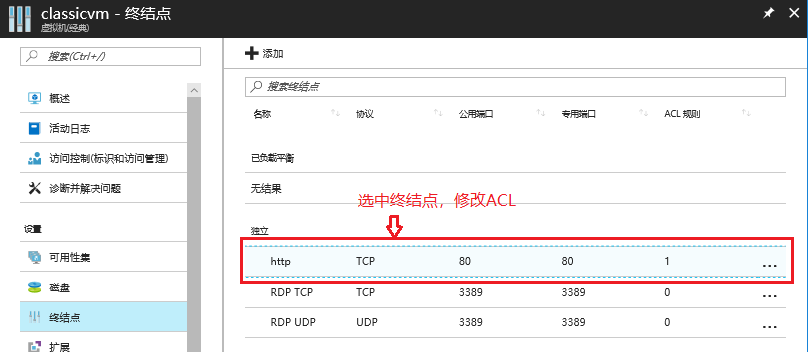 classicvm - 终结点
虚拟机(经典)
搜索(Ctrl+/)
概述
活动日志
访问控制(标识和访问管理)
诊断并解决问题
设置
可用性集
磁盘
终结点
扩展
添加
搜索终结点
名称 协议 公用端口 专用端口 ACL 规则
已负载平衡
无结果
选中终结点，修改ACL
独立
http TCP 80 80 1 ...
RDP TCP TCP 3389 3389 0 ...
RDP UDP UDP 3389 3389 0 ...